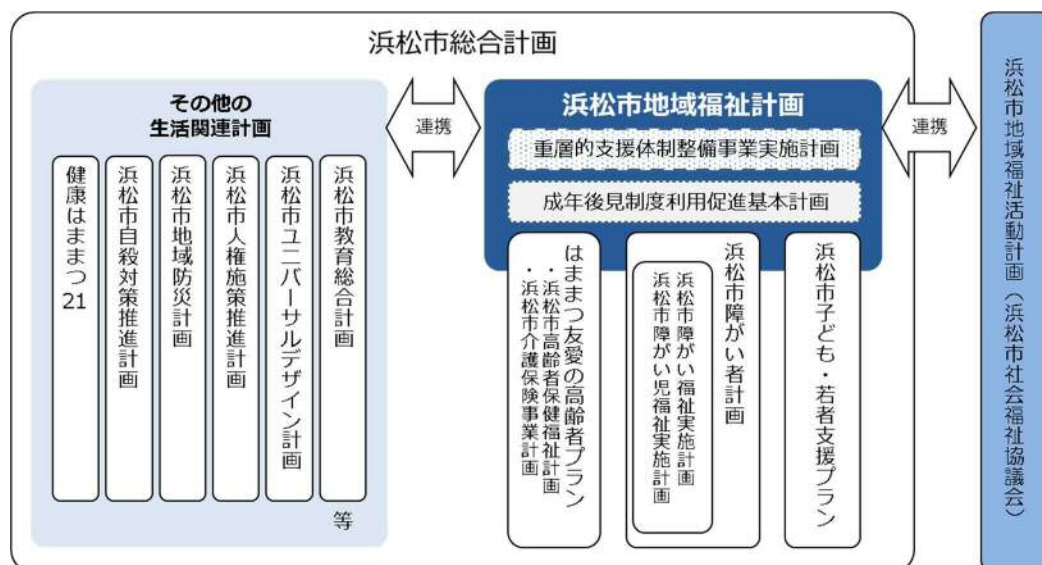 浜松市総合計画
その他の
生活関連計画
健康はままつ21
浜松市自殺対策推進計画
浜松市地域防災計画
浜松市人権施策推進計画
浜松市ユニバーサルデザイン計画
浜松市教育総合計画
等
連携
浜松市地域福祉計画
重層的支援体制整備事業実施計画
成年後見制度利用促進基本計画
はままつ友愛の高齢者プラン
・浜松市高齢者保健福祉計画
・浜松市介護保険事業計画
浜松市障がい者計画
浜松市障がい福祉実施計画
浜松市障がい児福祉実施計画
浜松市子ども・若者支援プラン
連携
浜松市地域福祉活動計画（浜松市社会福祉協議会）